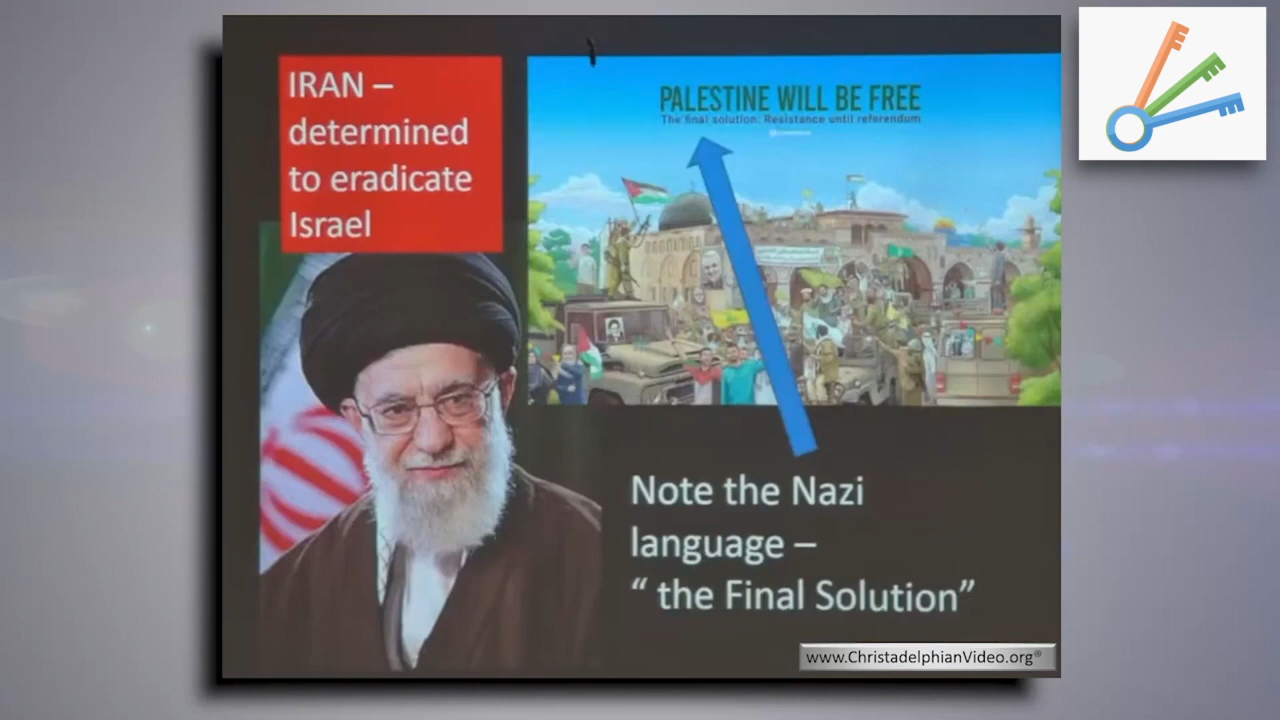 IRAN –
determined
to eradicate
Israel
PALESTINE WILL BE FREE
The final solution: Resistance until referendum
Note the Nazi
language –
“ the Final Solution”
www.ChristadelphianVideo.org®